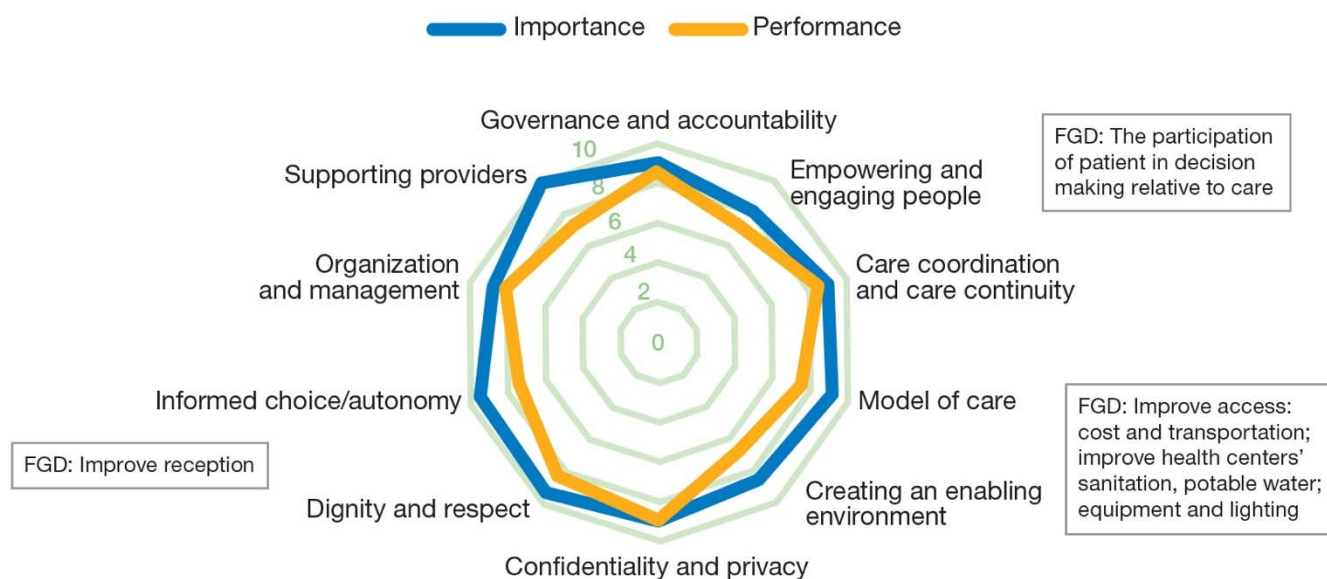 Importance
Performance
Governance and accountability
10
8
6
4
2
0
Supporting providers
Empowering and
engaging people
FGD: The participation
of patient in decision
making relative to care
Organization
and management
Care coordination
and care continuity
Informed choice/autonomy
Model of care
FGD: Improve reception
FGD: Improve access:
cost and transportation;
improve health centers’
sanitation, potable water;
equipment and lighting
Dignity and respect
Creating an enabling
environment
Confidentiality and privacy